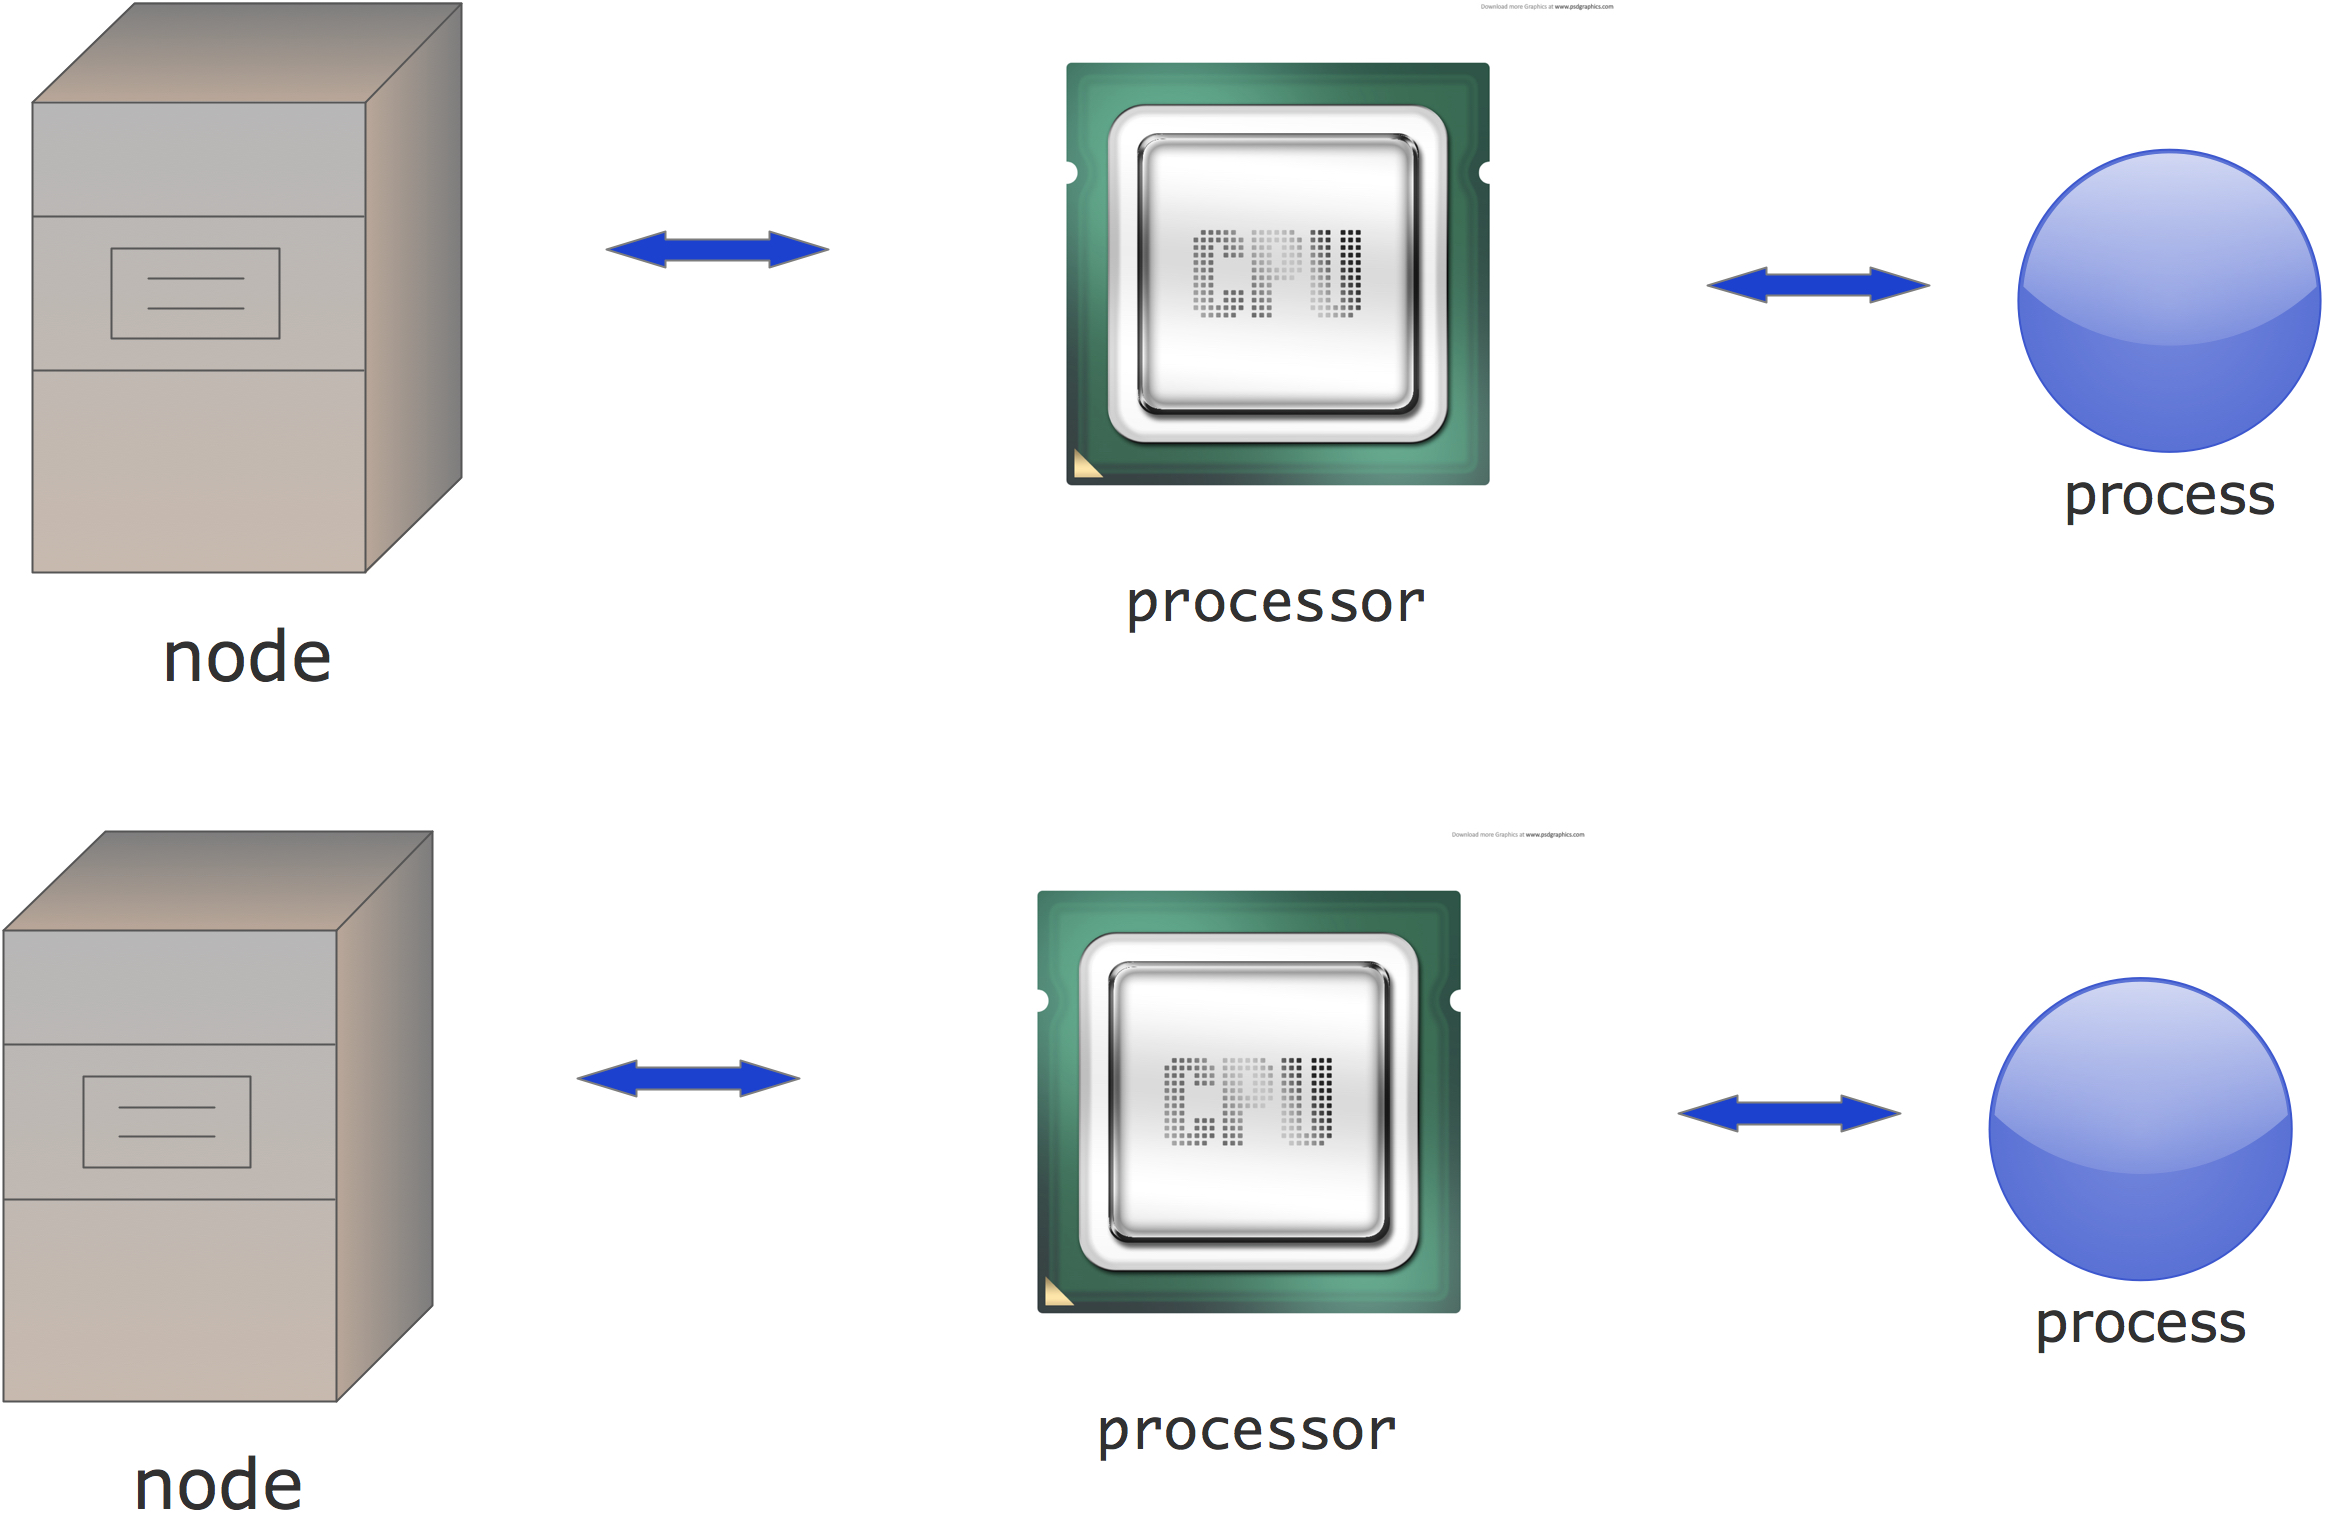 Download more Graphics at www.psdgraphics.com
CPU
process
processor
node
Download more Graphics at www.psdgraphics.com
CPU
process
processor
node